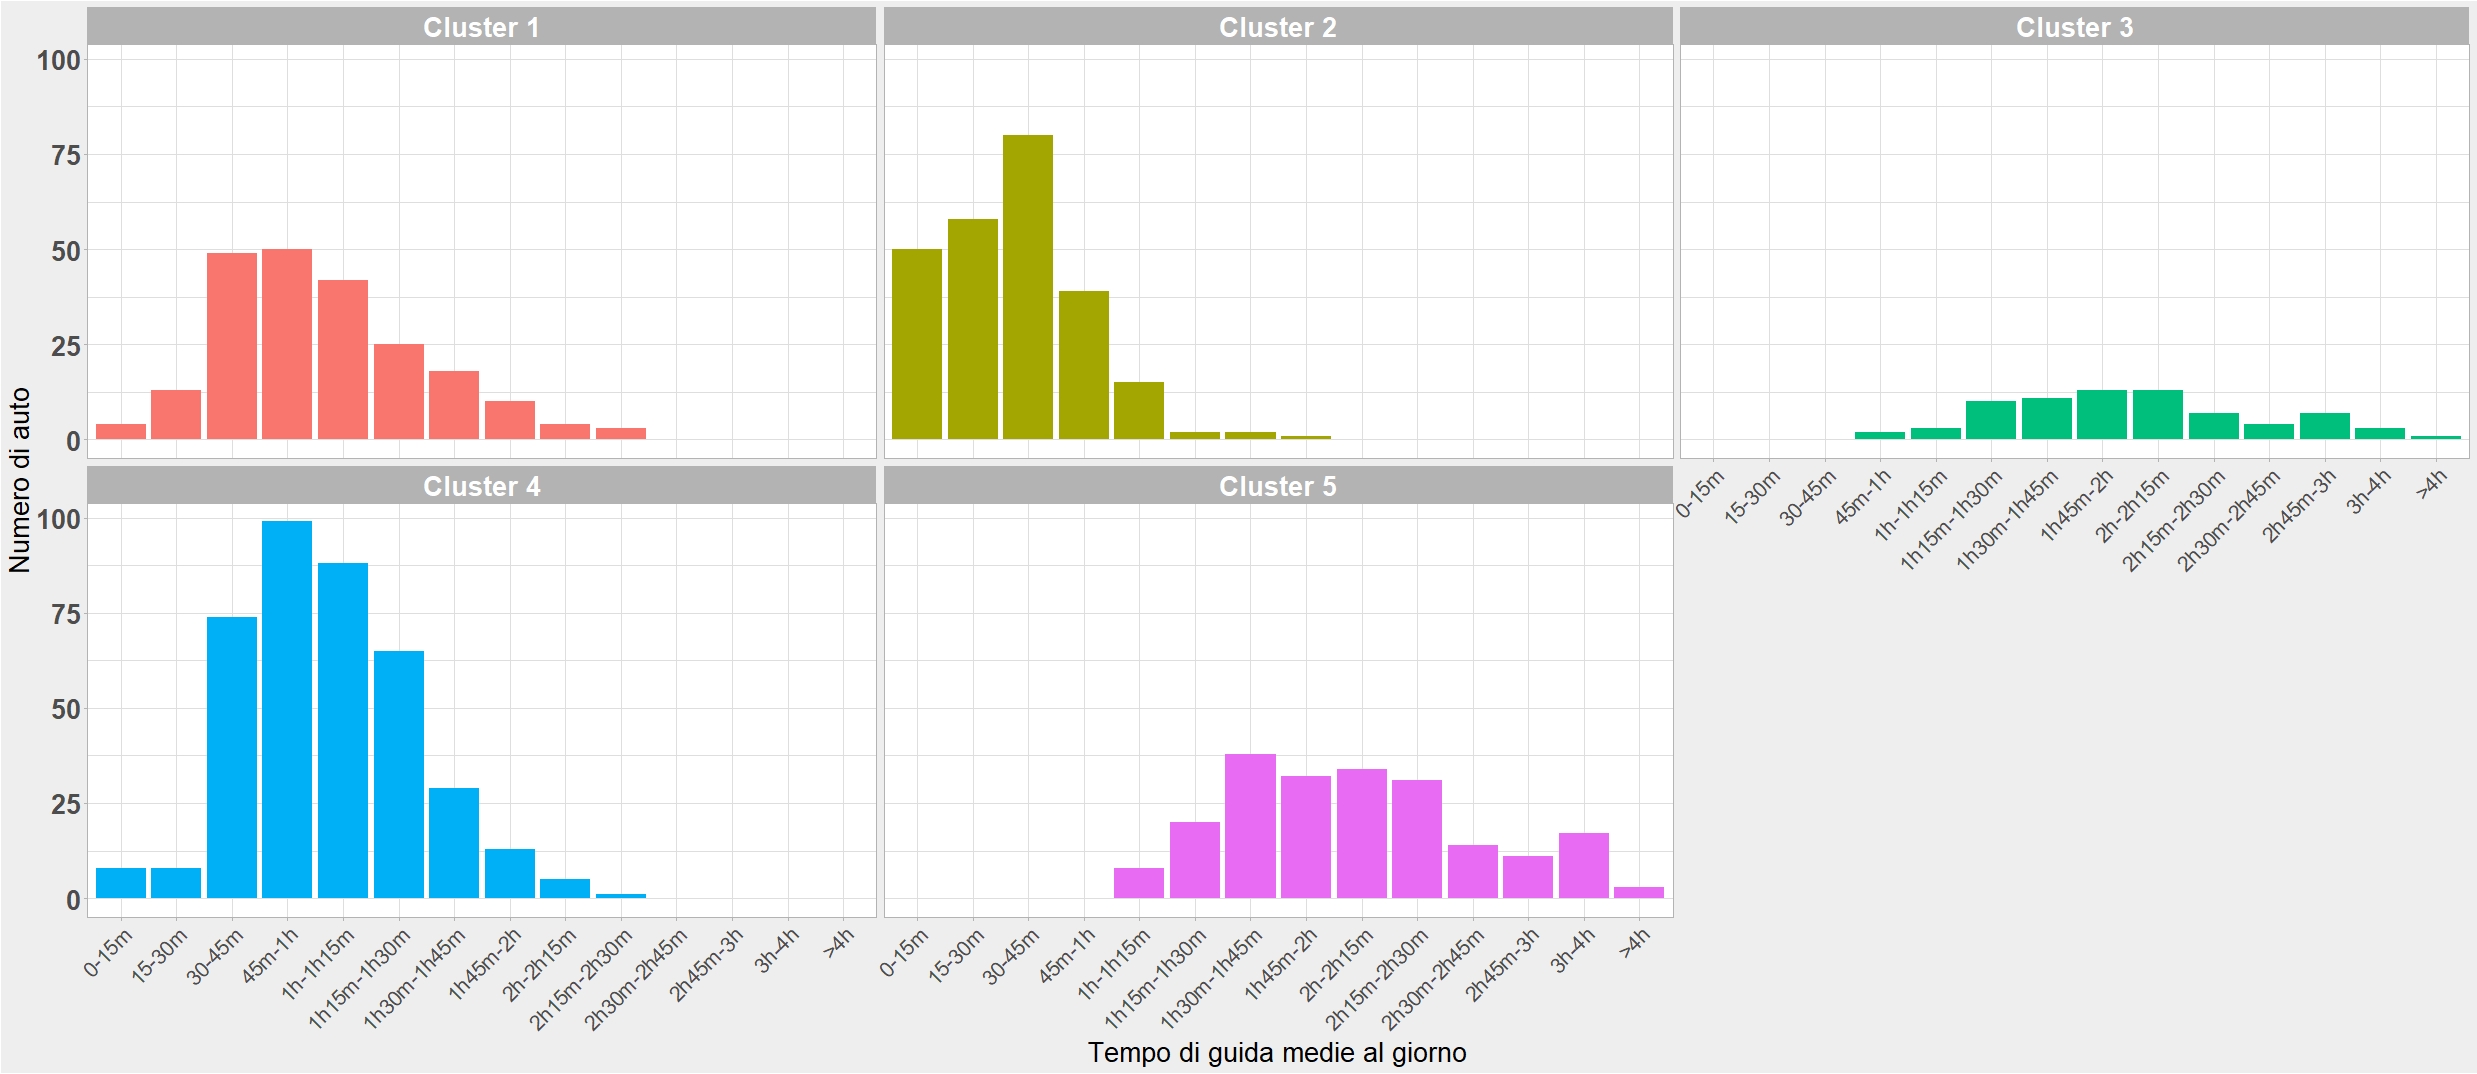 Cluster 1
Cluster 2
Cluster 3
100
75
50
25
0
Numero di auto
0-15m
15-30m
30-45m
45m-1h
1h-1h15m
1h15m-1h30m
1h30m-1h45m
1h45m-2h
2h-2h15m
2h15m-2h30m
2h30m-2h45m
2h45m-3h
3h-4h
>4h
Cluster 4
Cluster 5
100
75
50
25
0
0-15m
15-30m
30-45m
45m-1h
1h-1h15m
1h15m-1h30m
1h30m-1h45m
1h45m-2h
2h-2h15m
2h15m-2h30m
2h30m-2h45m
2h45m-3h
3h-4h
>4h
0-15m
15-30m
30-45m
45m-1h
1h-1h15m
1h15m-1h30m
1h30m-1h45m
1h45m-2h
2h-2h15m
2h15m-2h30m
2h30m-2h45m
2h45m-3h
3h-4h
>4h
Tempo di guida medie al giorno